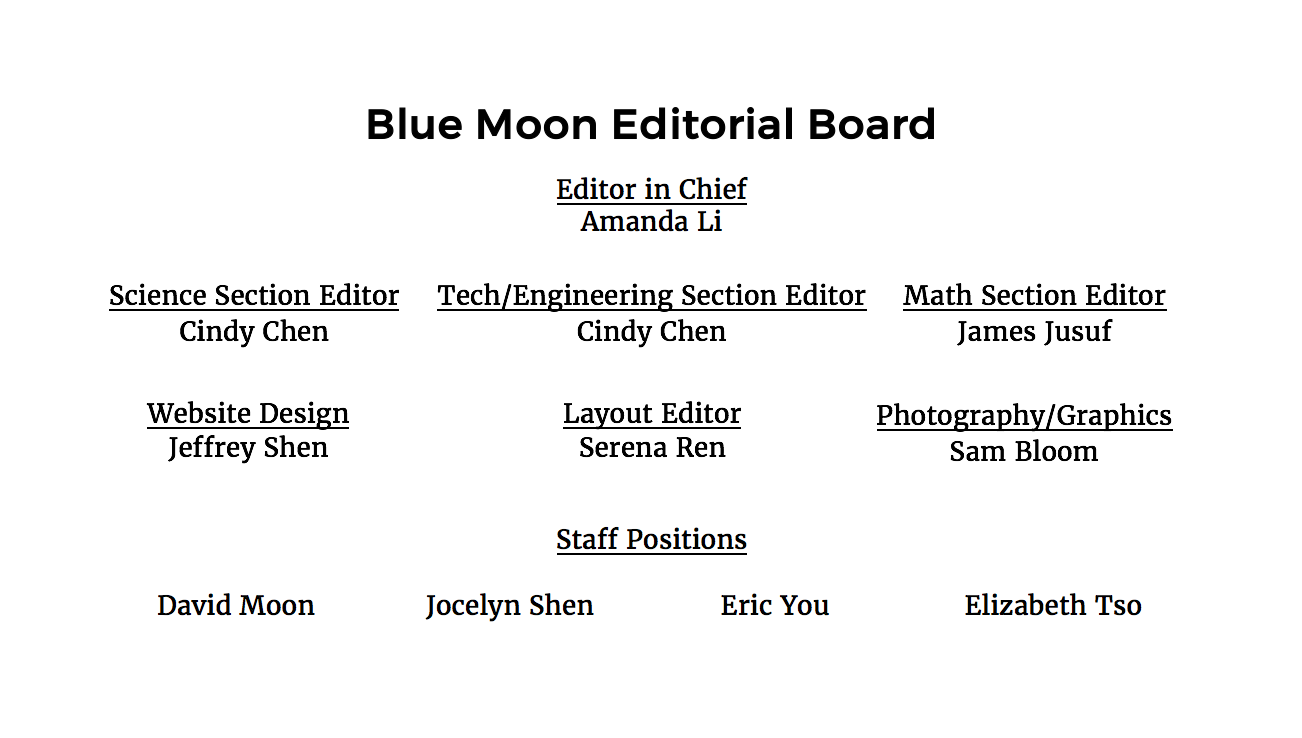 Blue Moon Editorial Board
Editor in Chief
Amanda Li
Science Section Editor
Cindy Chen
Tech/Engineering Section Editor
Cindy Chen
Math Section Editor
James Jusuf
Website Design
Jeffrey Shen
Layout Editor
Serena Ren
Photography/Graphics
Sam Bloom
Staff Positions
David Moon
Jocelyn Shen
Eric You
Elizabeth Tso